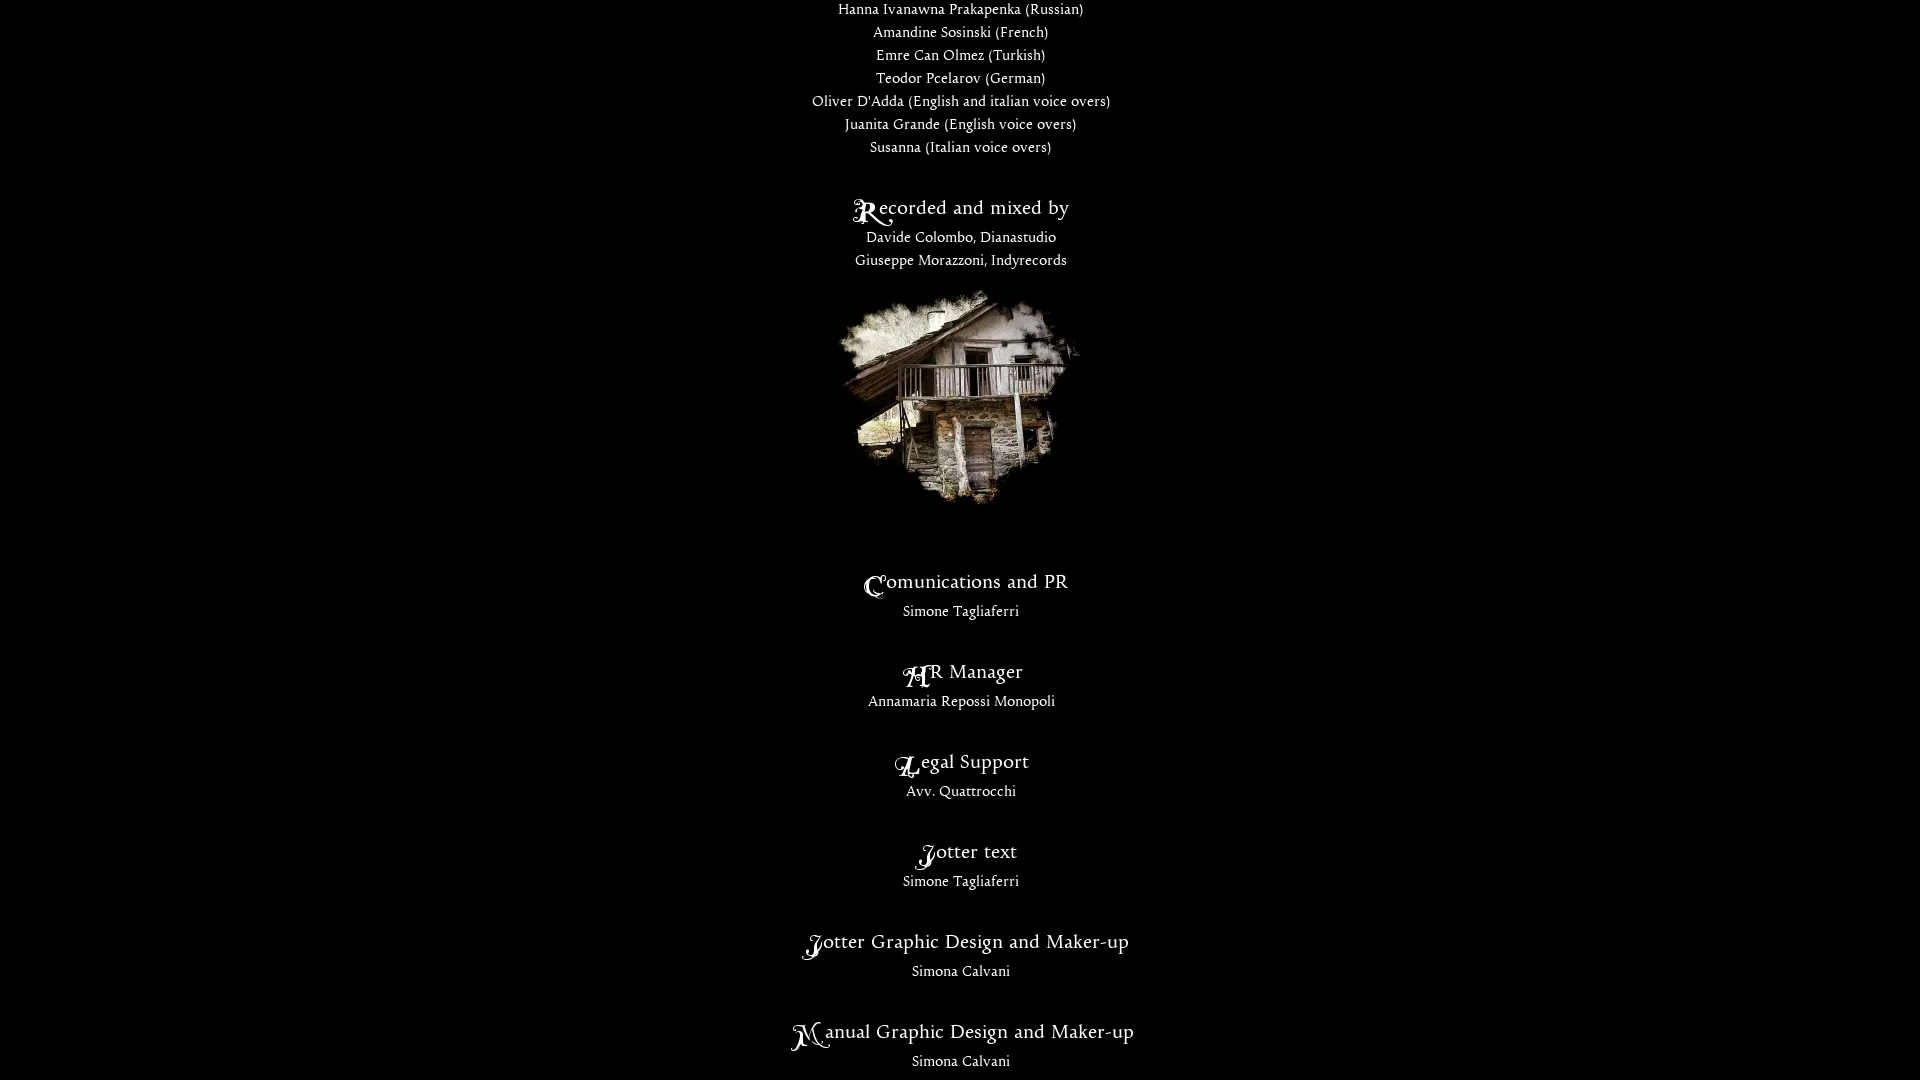 Hanna Ivanawna Prakapenka (Russian)
Amandine Sosinski (French)
Emre Can Olmez (Turkish)
Teodor Pcelarov (German)
Oliver D'Adda (English and italian voice overs)
Juanita Grande (English voice overs)
Susanna (Italian voice overs)
Recorded and mixed by
Davide Colombo, Dianastudio
Giuseppe Morazzoni, Indyrecords
Comunications and PR
Simone Tagliaferri
HR Manager
Annamaria Repossi Monopoli
Legal Support
Avv. Quattrocchi
Jotter text
Simone Tagliaferri
Jotter Graphic Design and Maker-up
Simona Calvani
Manual Graphic Design and Maker-up
Simona Calvani